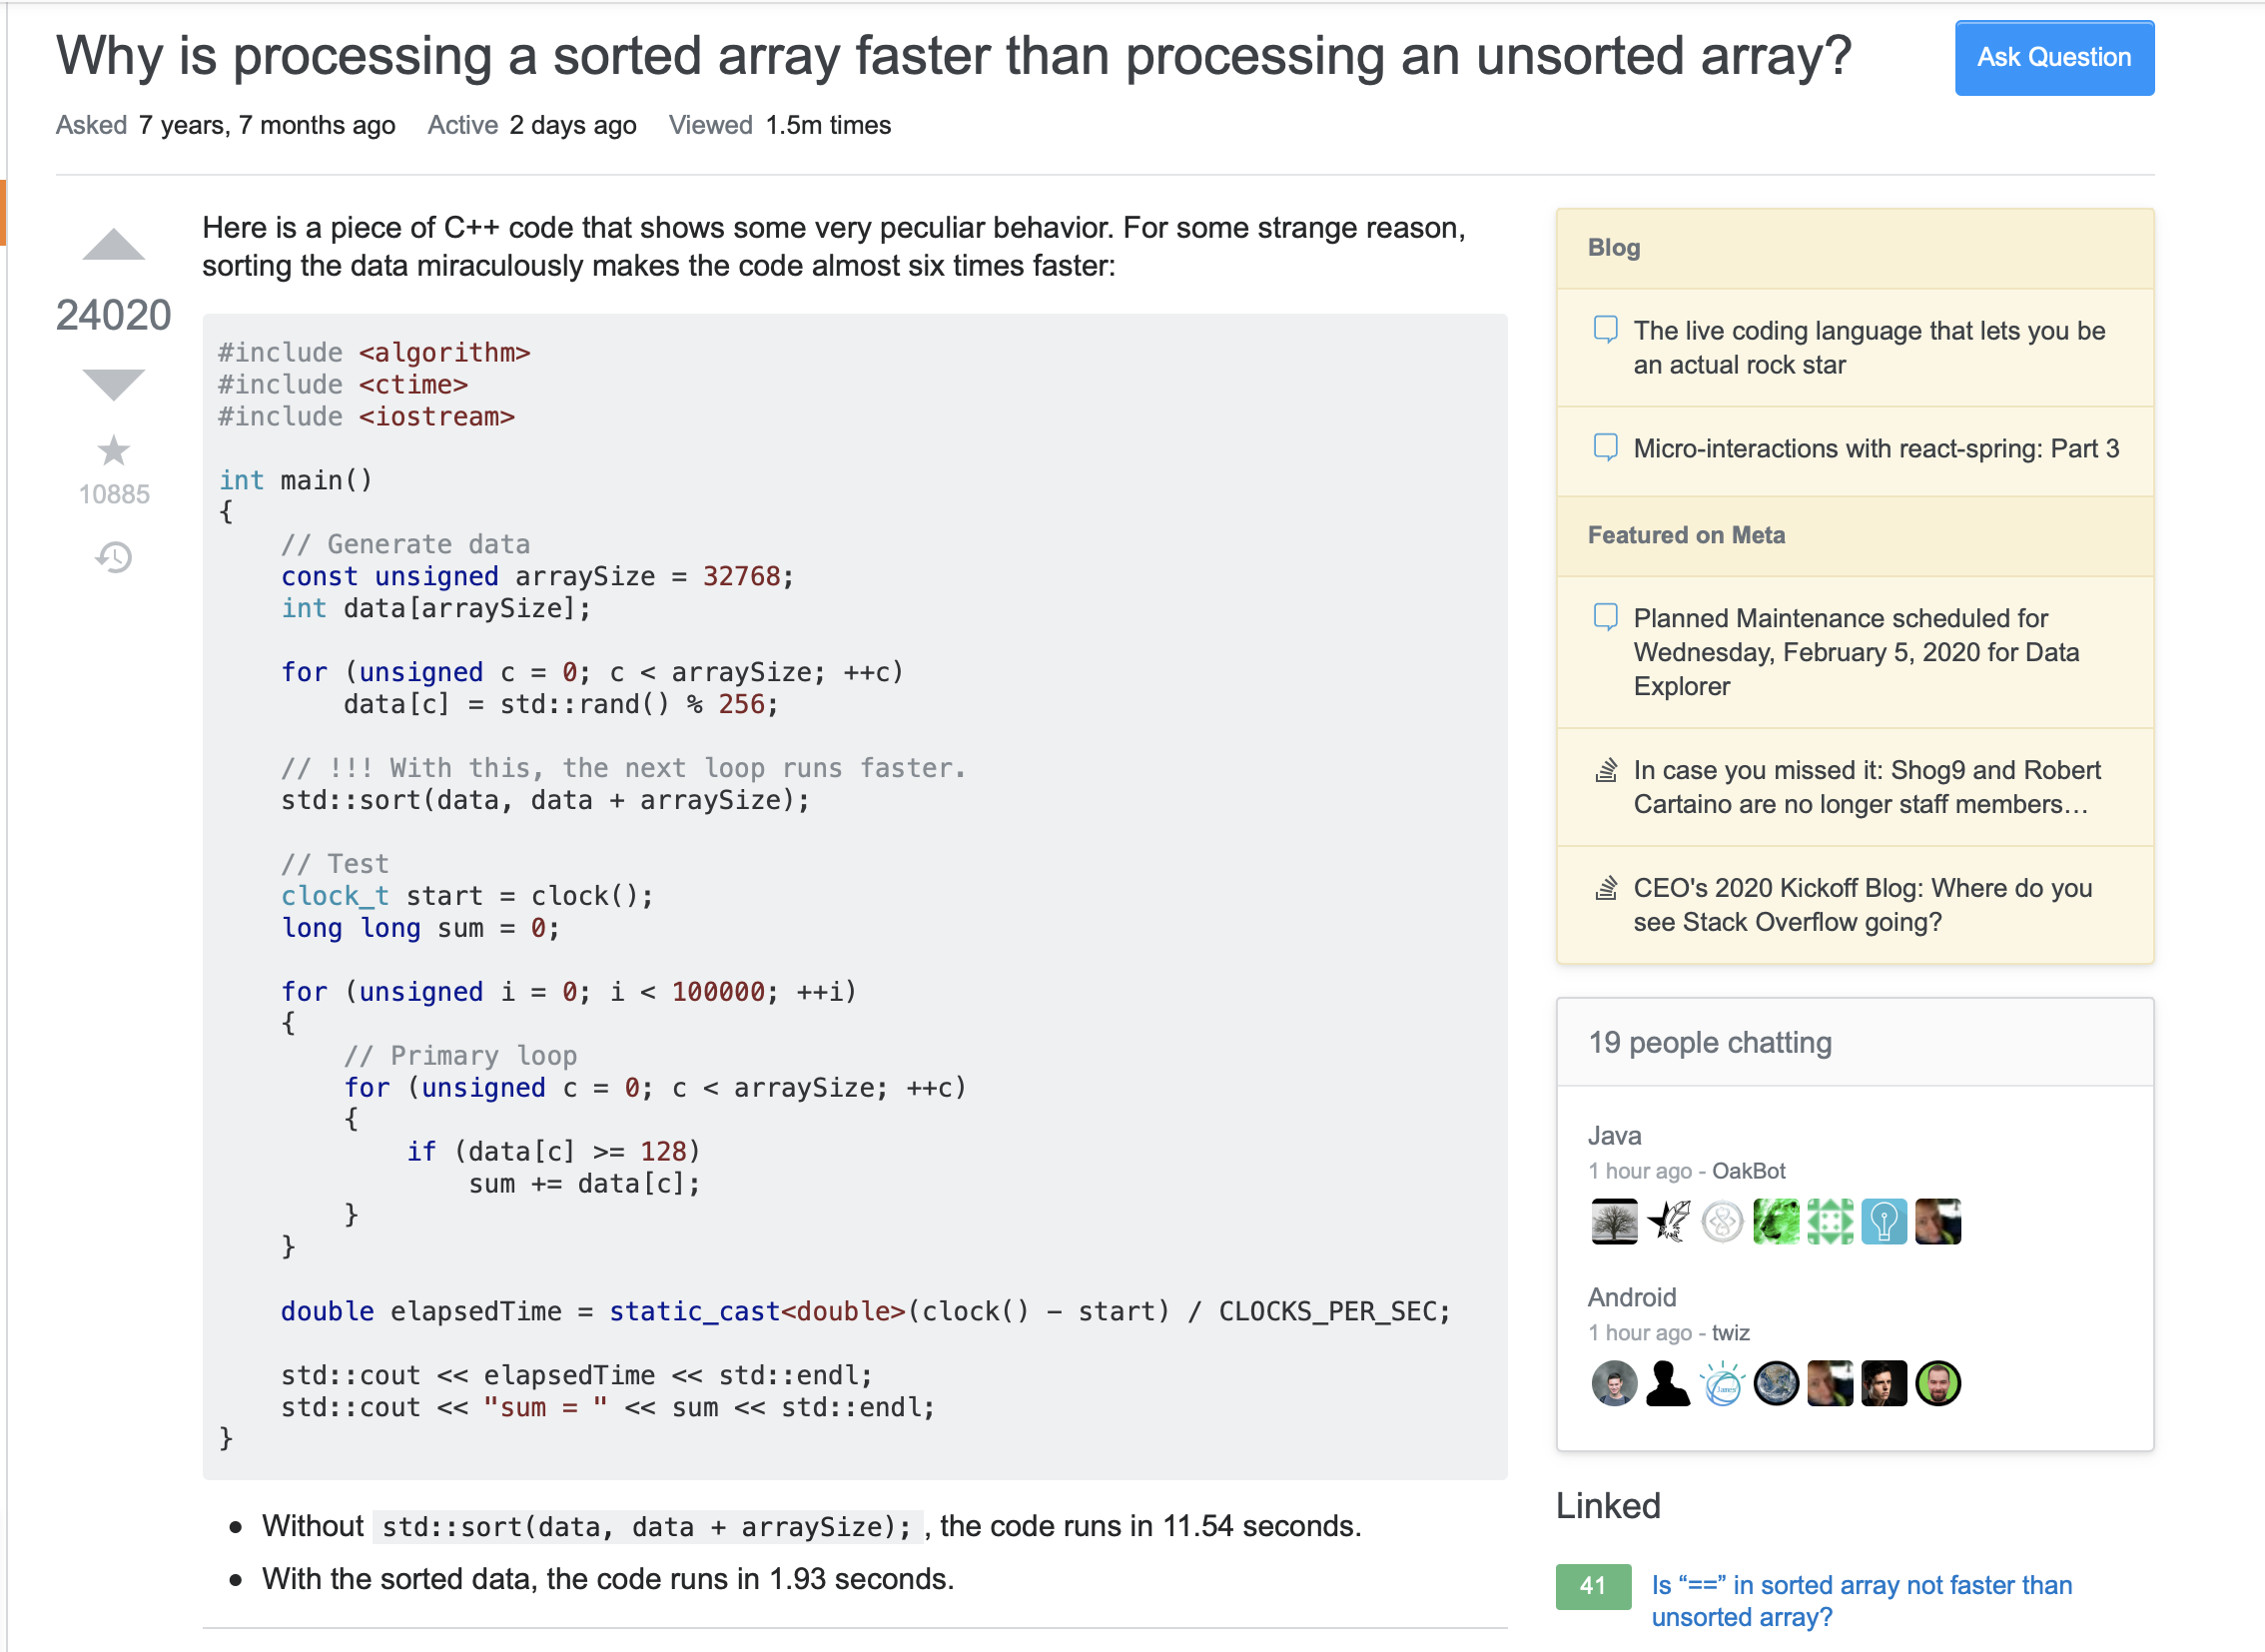 Why is processing a sorted array faster than processing an unsorted array?
Ask Question
Asked 7 years, 7 months ago Active 2 days ago Viewed 1.5m times
24020
10885
Here is a piece of C++ code that shows some very peculiar behavior. For some strange reason,
sorting the data miraculously makes the code almost six times faster:
#include <algorithm>
#include <ctime>
#include <iostream>
int main()
{
    // Generate data
    const unsigned arraySize = 32768;
    int data[arraySize];
    for (unsigned c = 0; c < arraySize; ++c)
        data[c] = std::rand() % 256;
    // !!! With this, the next loop runs faster.
    std::sort(data, data + arraySize);
    // Test
    clock_t start = clock();
    long long sum = 0;
    for (unsigned i = 0; i < 100000; ++i)
    {
        // Primary loop
        for (unsigned c = 0; c < arraySize; ++c)
        {
            if (data[c] >= 128)
                sum += data[c];
        }
    }
    double elapsedTime = static_cast<double>(clock() - start) / CLOCKS_PER_SEC;
    std::cout << elapsedTime << std::endl;
    std::cout << "sum = " << sum << std::endl;
}
• Without std::sort(data, data + arraySize); , the code runs in 11.54 seconds.
• With the sorted data, the code runs in 1.93 seconds.
Blog
The live coding language that lets you be
an actual rock star
Micro-interactions with react-spring: Part 3
Featured on Meta
Planned Maintenance scheduled for
Wednesday, February 5, 2020 for Data
Explorer
In case you missed it: Shog9 and Robert
Cartaino are no longer staff members…
CEO's 2020 Kickoff Blog: Where do you
see Stack Overflow going?
19 people chatting
Java
1 hour ago - OakBot
Android
1 hour ago - twiz
James
Linked
41 Is “==” in sorted array not faster than
unsorted array?